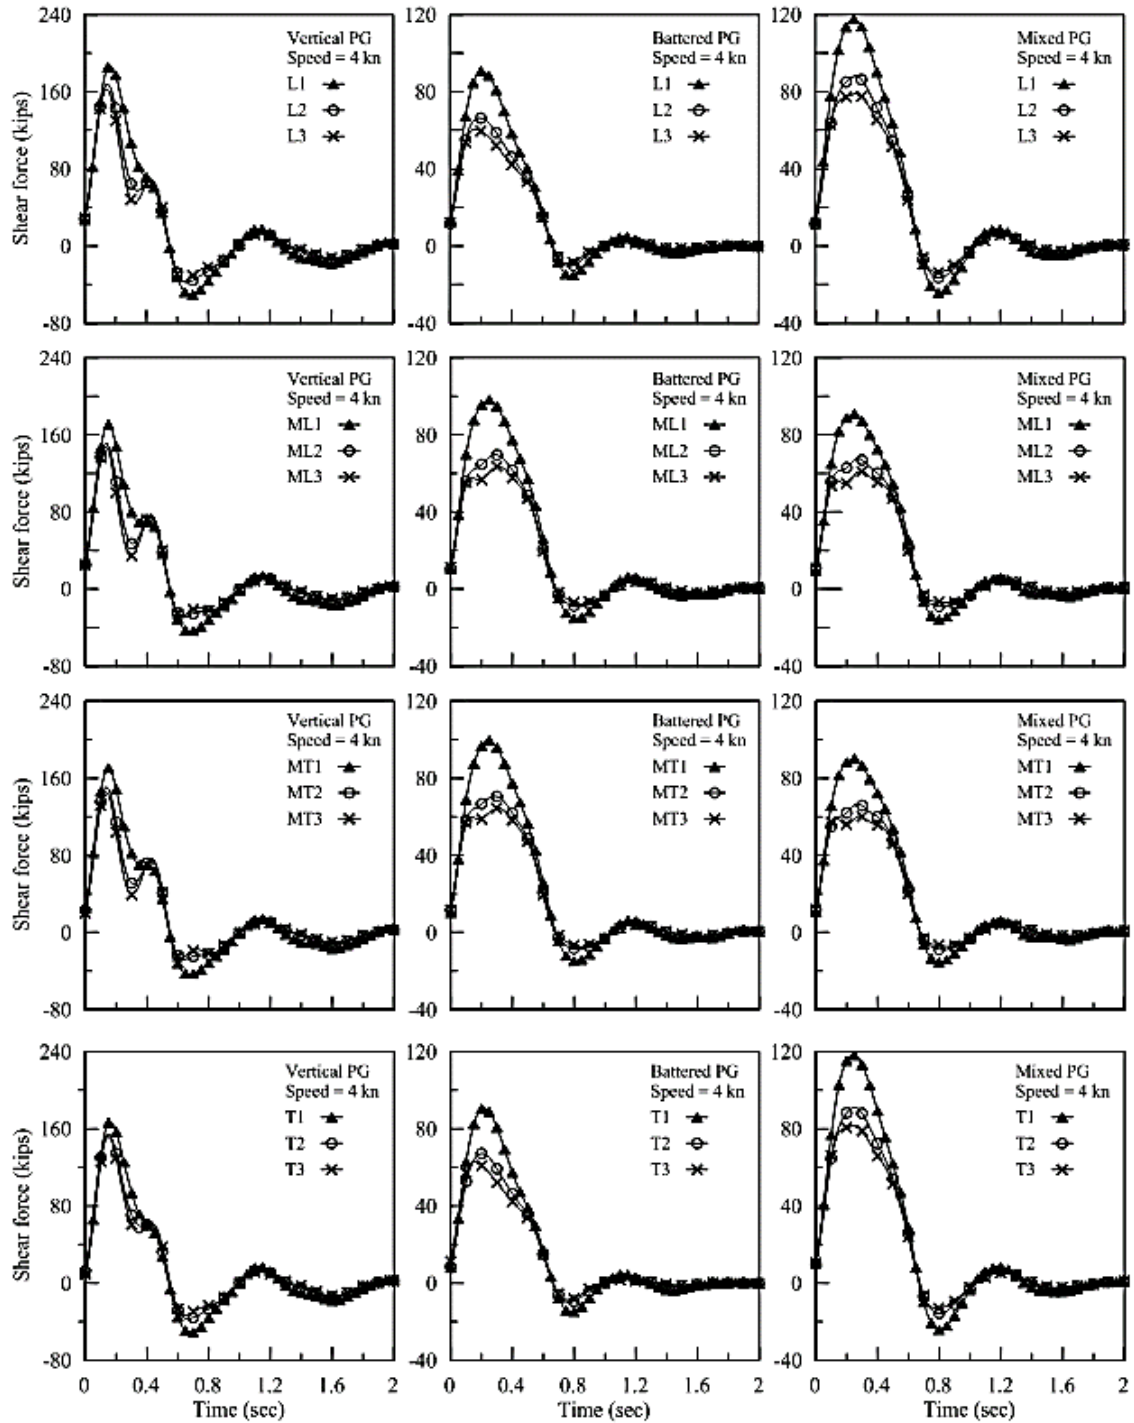 240
160
80
0
-80
Shear force (kips)
Vertical PG
Speed = 4 kn
L1
L2
L3
120
80
40
0
-40
Battered PG
Speed = 4 kn
L1
L2
L3
120
80
40
0
-40
Mixed PG
Speed = 4 kn
L1
L2
L3
240
160
80
0
-80
Shear force (kips)
Vertical PG
Speed = 4 kn
ML1
ML2
ML3
120
80
40
0
-40
Battered PG
Speed = 4 kn
ML1
ML2
ML3
120
80
40
0
-40
Mixed PG
Speed = 4 kn
ML1
ML2
ML3
240
160
80
0
-80
Shear force (kips)
Vertical PG
Speed = 4 kn
MT1
MT2
MT3
120
80
40
0
-40
Battered PG
Speed = 4 kn
MT1
MT2
MT3
120
80
40
0
-40
Mixed PG
Speed = 4 kn
MT1
MT2
MT3
240
160
80
0
-80
Shear force (kips)
Vertical PG
Speed = 4 kn
T1
T2
T3
0 0.4 0.8 1.2 1.6 2
Time (sec)
120
80
40
0
-40
Battered PG
Speed = 4 kn
T1
T2
T3
0 0.4 0.8 1.2 1.6 2
Time (sec)
120
80
40
0
-40
Mixed PG
Speed = 4 kn
T1
T2
T3
0 0.4 0.8 1.2 1.6 2
Time (sec)